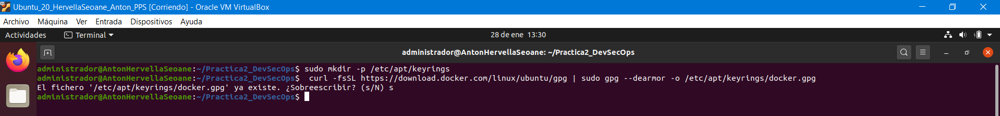 Ubuntu_20_HervellaSeoane_Anton_PPS [Corriendo] - Oracle VM VirtualBox
Archivo Máquina Ver Entrada Dispositivos Ayuda
Actividades Terminal 28 de ene 13:30
administrador@AntonHervellaSeoane: ~/Practica2_DevSecOps
administrador@AntonHervellaSeoane:~/Practica2_DevSecOps$ sudo mkdir -p /etc/apt/keyrings
administrador@AntonHervellaSeoane:~/Practica2_DevSecOps$  curl -fsSL https://download.docker.com/linux/ubuntu/gpg | sudo gpg --dearmor -o /etc/apt/keyrings/docker.gpg
El fichero '/etc/apt/keyrings/docker.gpg' ya existe. ¿Sobreescribir? (s/N) s
administrador@AntonHervellaSeoane:~/Practica2_DevSecOps$